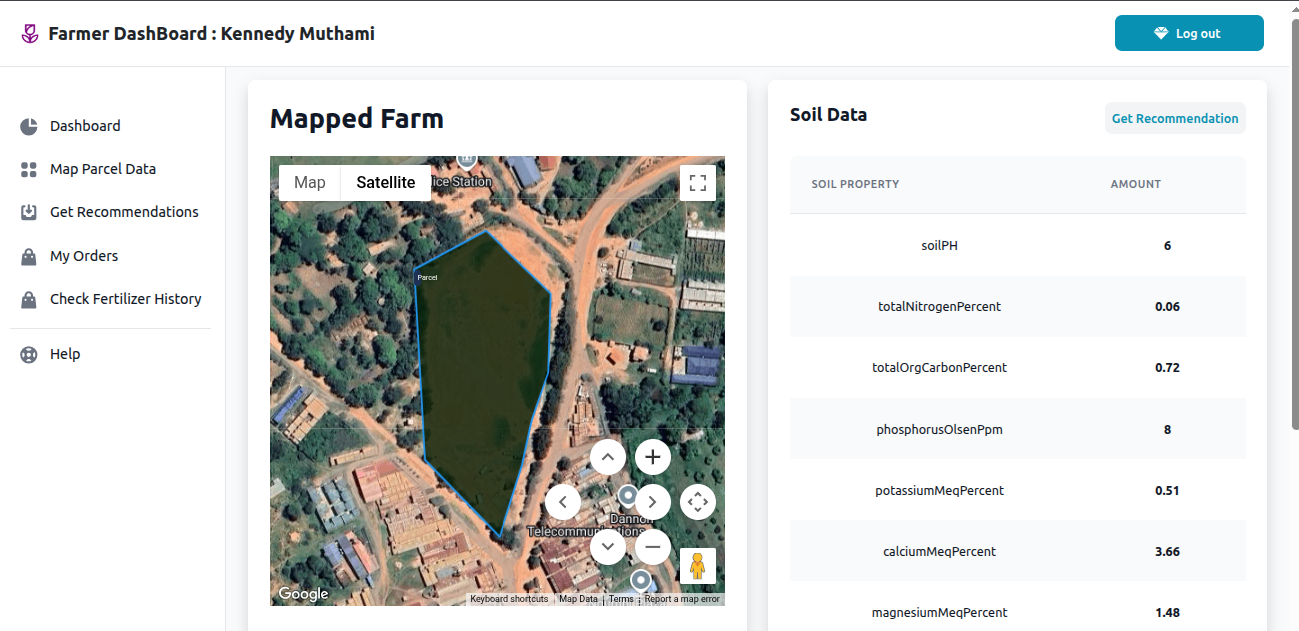 Farmer DashBoard : Kennedy Muthami
Log out
Dashboard
Map Parcel Data
Get Recommendations
My Orders
Check Fertilizer History
Help
Mapped Farm
Map
Satellite
ice Station
Parcel
Dannon
Telecommunications
Google
Keyboard shortcuts
Map Data
Terms
Report a map error
Soil Data
Get Recommendation
SOIL PROPERTY AMOUNT
soilPH 6
totalNitrogenPercent 0.06
totalOrgCarbonPercent 0.72
phosphorusOlsenPpm 8
potassiumMeqPercent 0.51
calciumMeqPercent 3.66
magnesiumMeqPercent 1.48